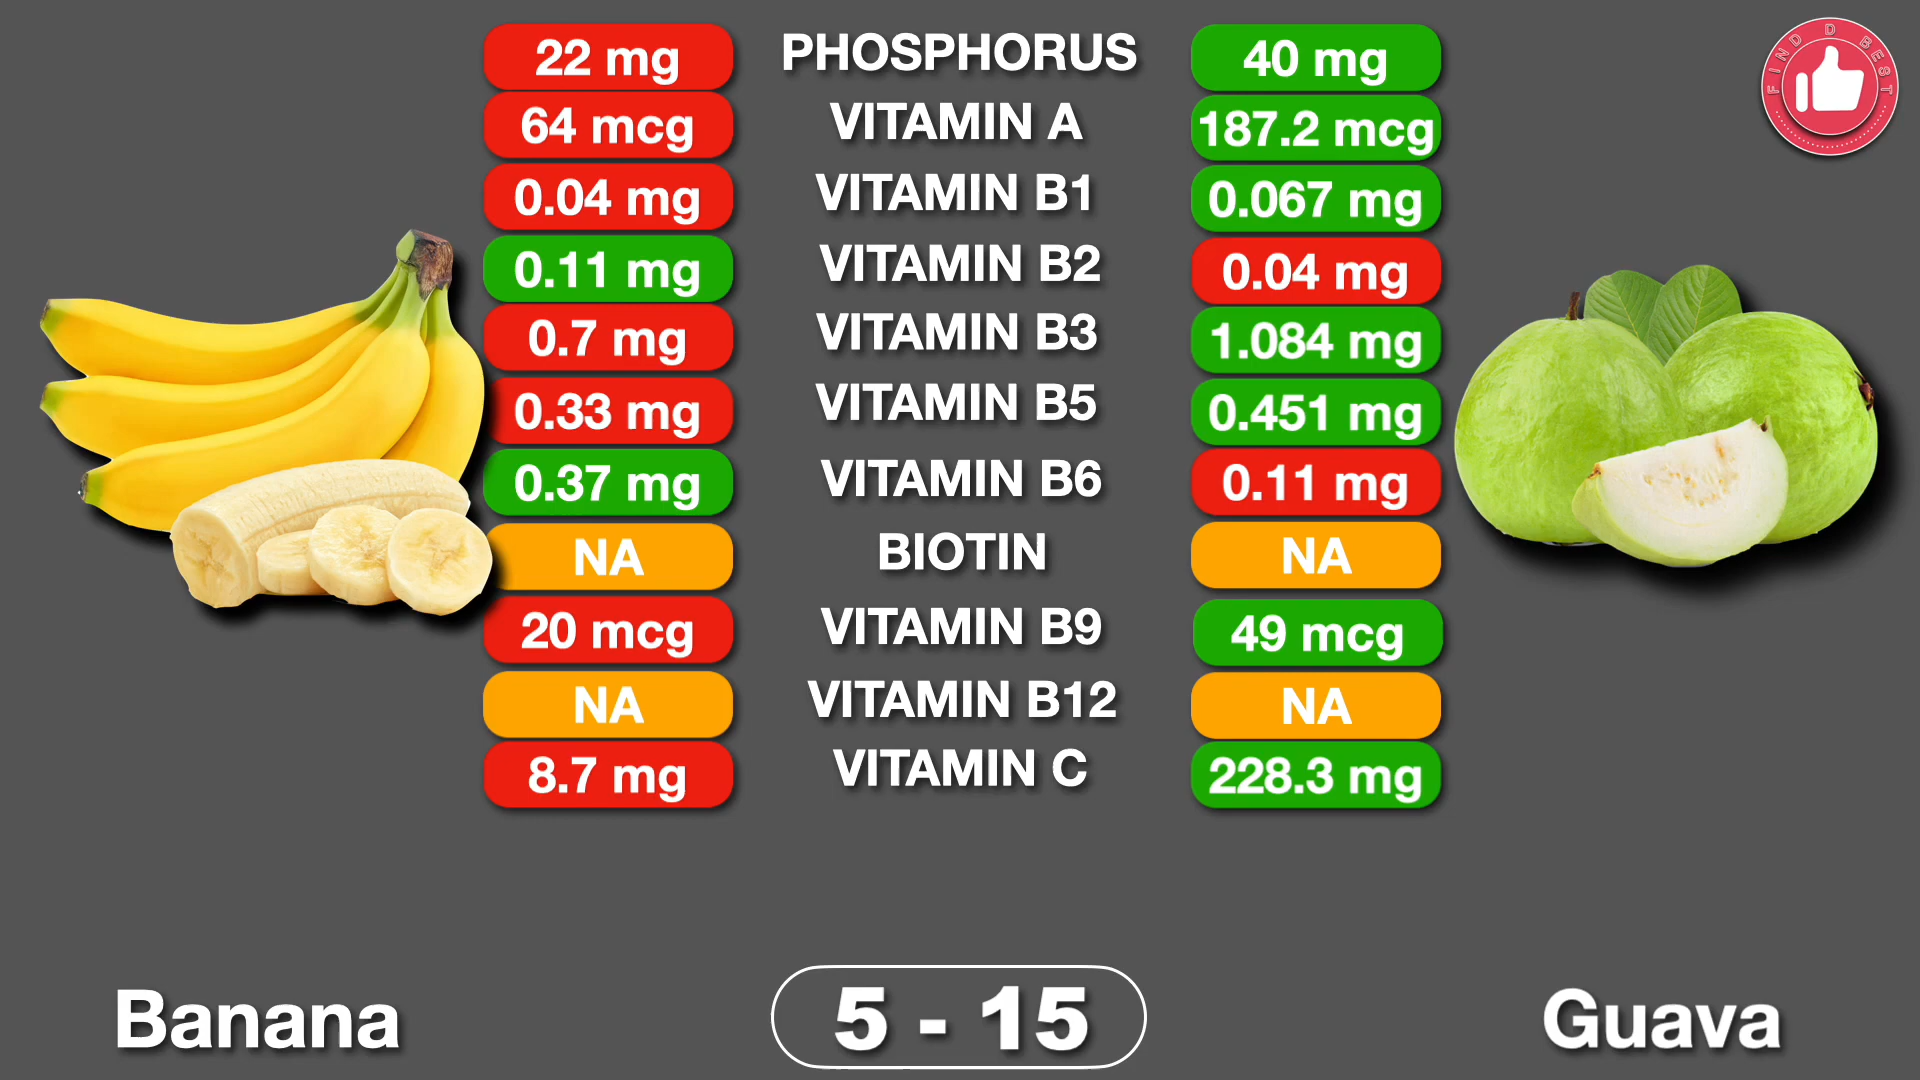 22 mg PHOSPHORUS 40 mg
64 mcg VITAMIN A 187.2 mcg
0.04 mg VITAMIN B1 0.067 mg
0.11 mg VITAMIN B2 0.04 mg
0.7 mg VITAMIN B3 1.084 mg
0.33 mg VITAMIN B5 0.451 mg
0.37 mg VITAMIN B6 0.11 mg
NA BIOTIN NA
20 mcg VITAMIN B9 49 mcg
NA VITAMIN B12 NA
8.7 mg VITAMIN C 228.3 mg
Banana 5 - 15 Guava
FIND D BEST